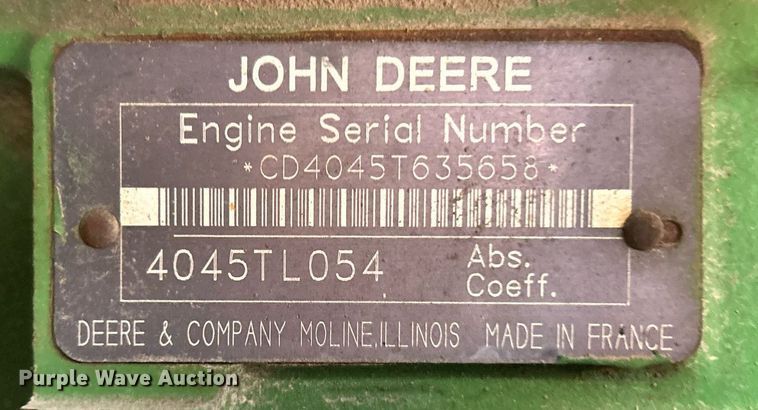 JOHN DEERE
Engine Serial Number
*CD4045T635658*
4045TL054
Abs.
Coeff.
DEERE & COMPANY MOLINE,ILLINOIS MADE IN FRANCE
Purple Wave Auction